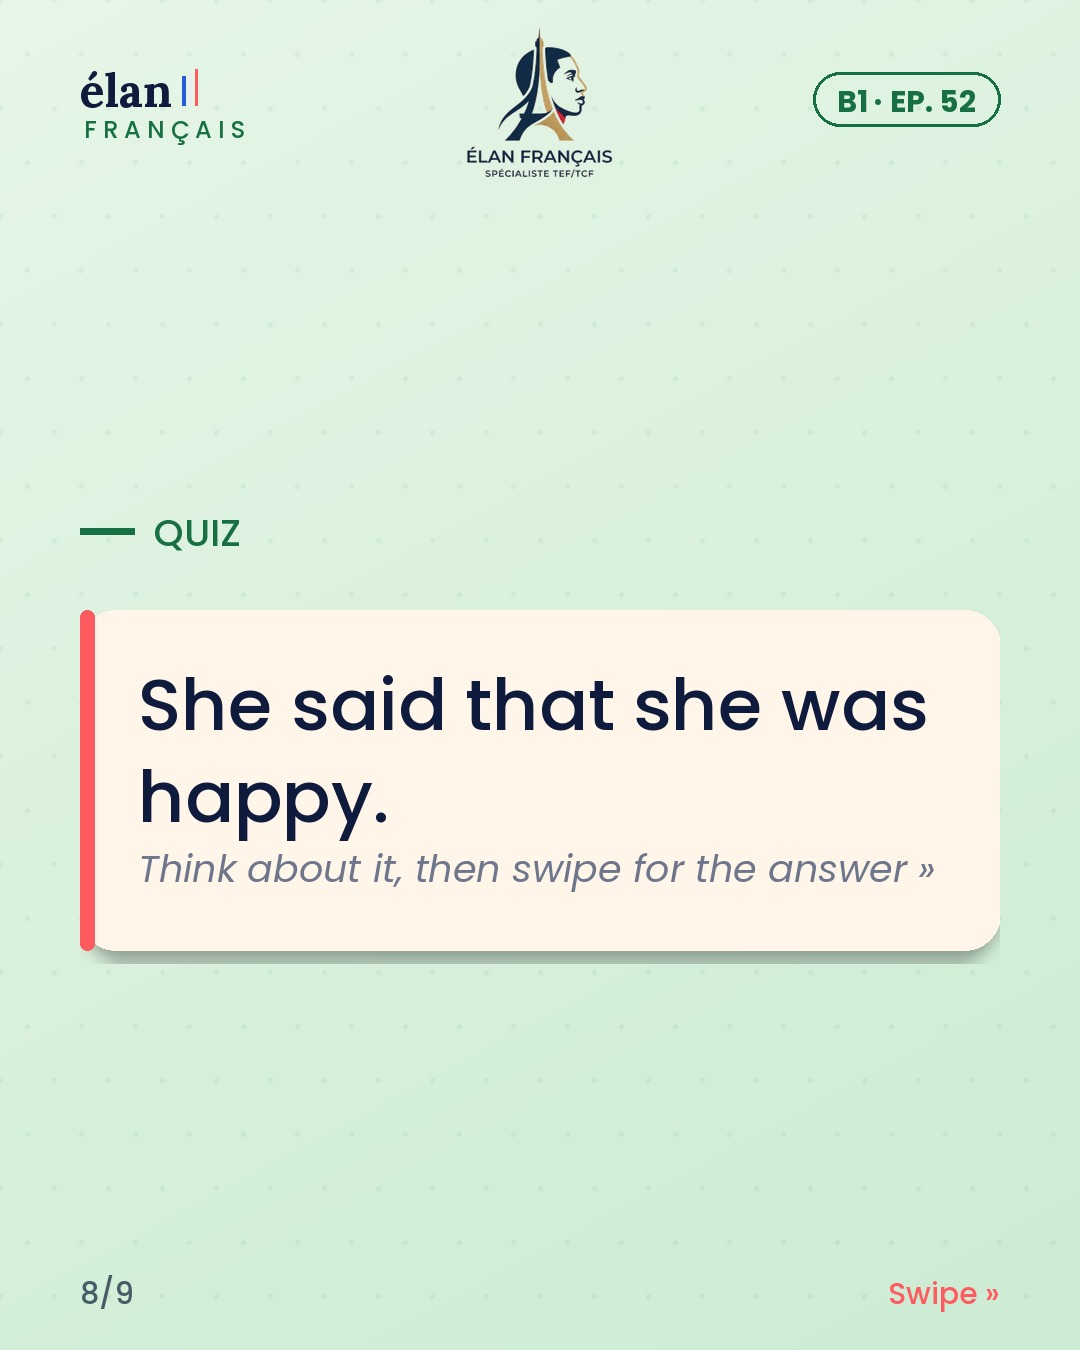 élan
FRANÇAIS
ÉLAN FRANÇAIS
SPÉCIALISTE TEF/TCF
B1 · EP. 52
QUIZ
She said that she was
happy.
Think about it, then swipe for the answer »
8/9
Swipe »